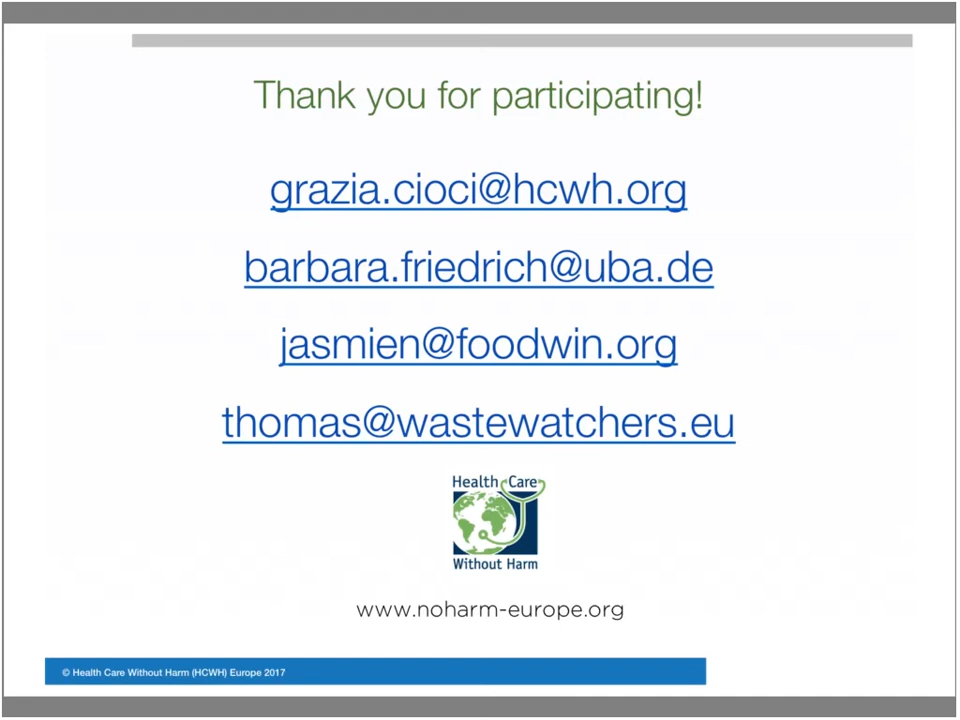 Thank you for participating!
grazia.cioci@hcwh.org
barbara.friedrich@uba.de
jasmien@foodwin.org
thomas@wastewatchers.eu
Health Care
Without Harm
www.noharm-europe.org
© Health Care Without Harm (HCWH) Europe 2017